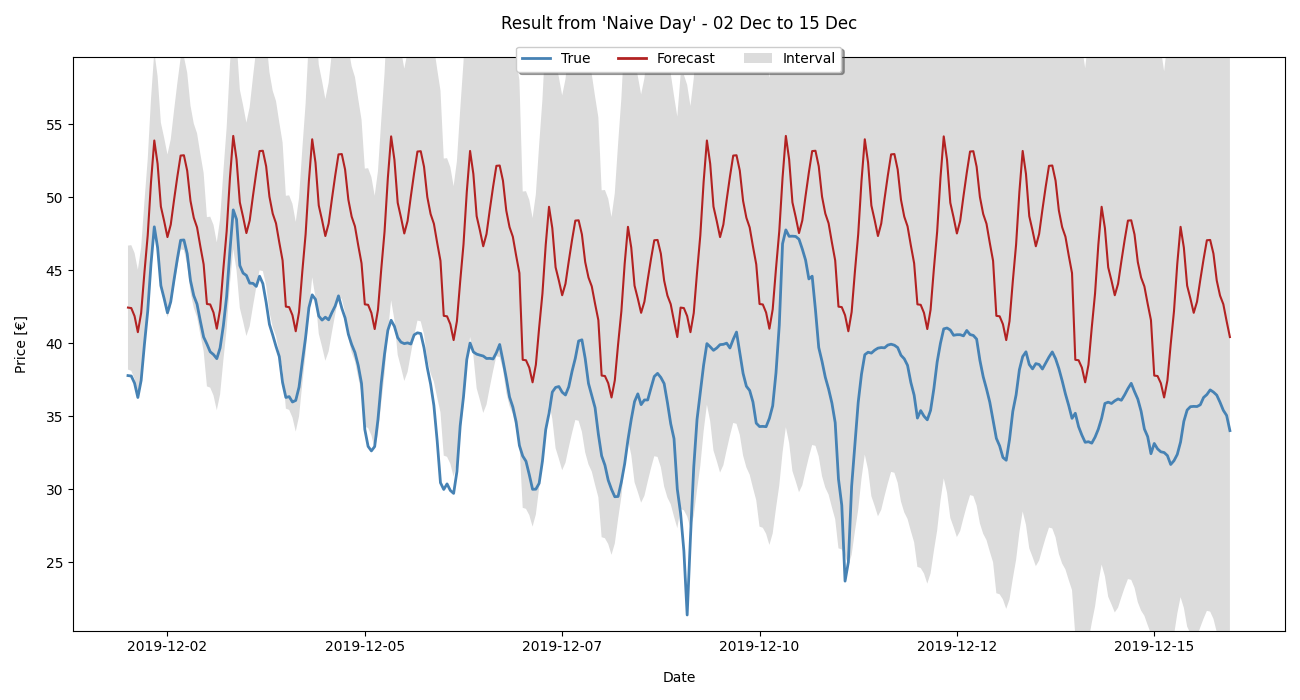 Result from 'Naive Day' - 02 Dec to 15 Dec
True Forecast Interval
Price [€]
55
50
45
40
35
30
25
2019-12-02 2019-12-05 2019-12-07 2019-12-10 2019-12-12 2019-12-15
Date